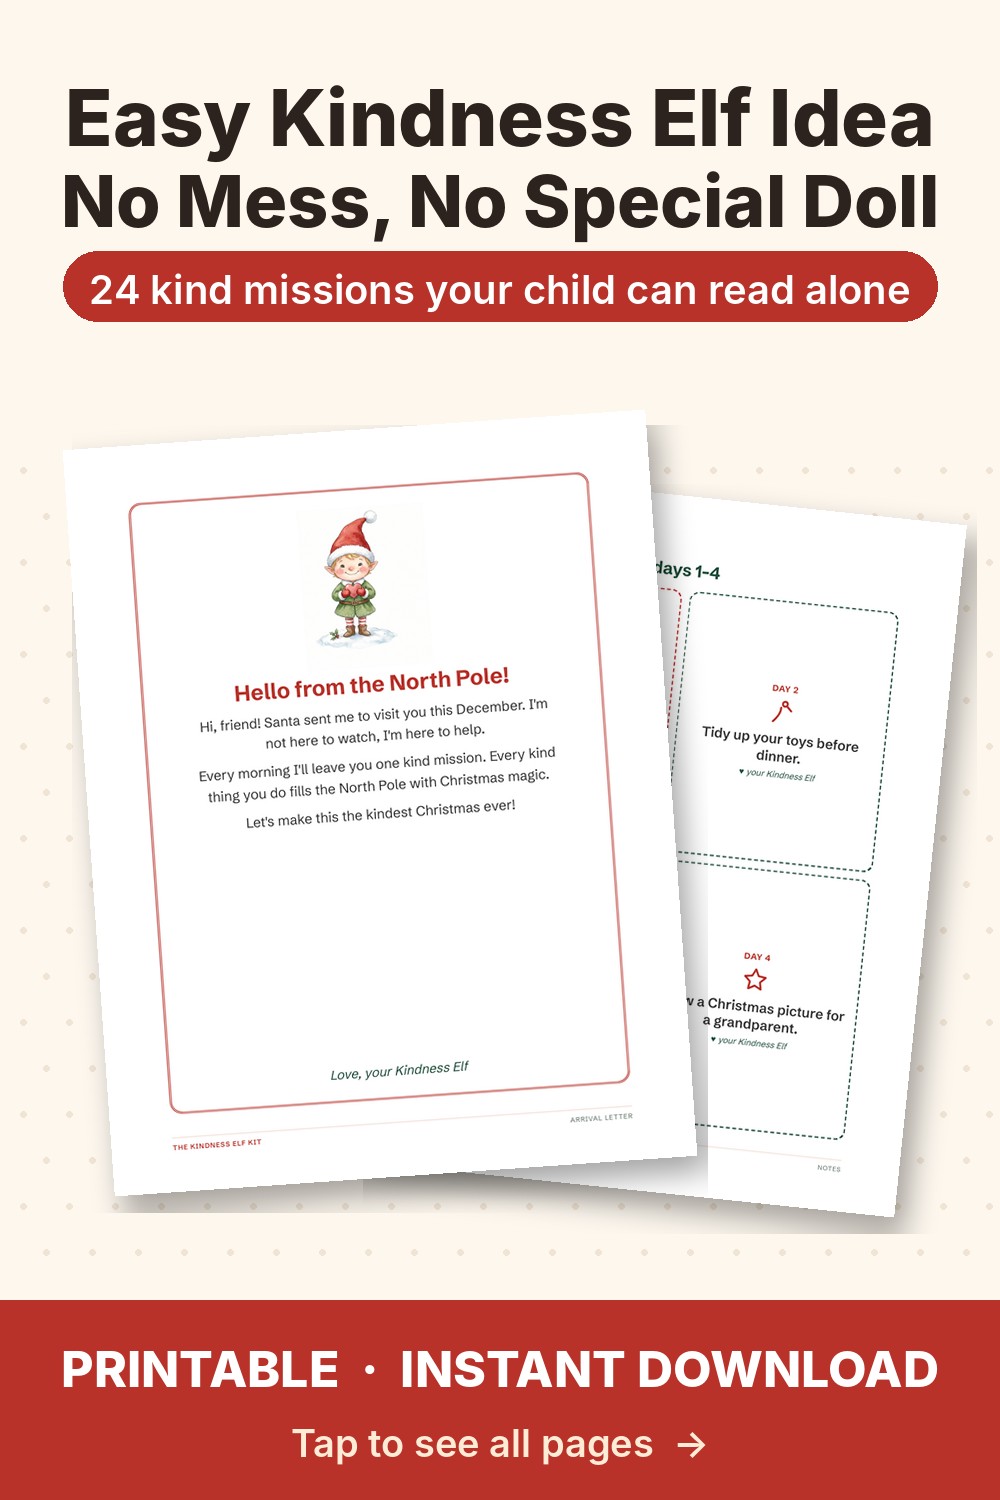 Easy Kindness Elf Idea
No Mess, No Special Doll
24 kind missions your child can read alone
Hello from the North Pole!
Hi, friend! Santa sent me to visit you this December. I'm
not here to watch, I'm here to help.
Every morning I'll leave you one kind mission. Every kind
thing you do fills the North Pole with Christmas magic.
Let's make this the kindest Christmas ever!
Love, your Kindness Elf
THE KINDNESS ELF KIT
ARRIVAL LETTER
days 1–4
DAY 2
Tidy up your toys before
dinner.
♥ your Kindness Elf
DAY 4
a Christmas picture for
a grandparent.
♥ your Kindness Elf
NOTES
PRINTABLE · INSTANT DOWNLOAD
Tap to see all pages →